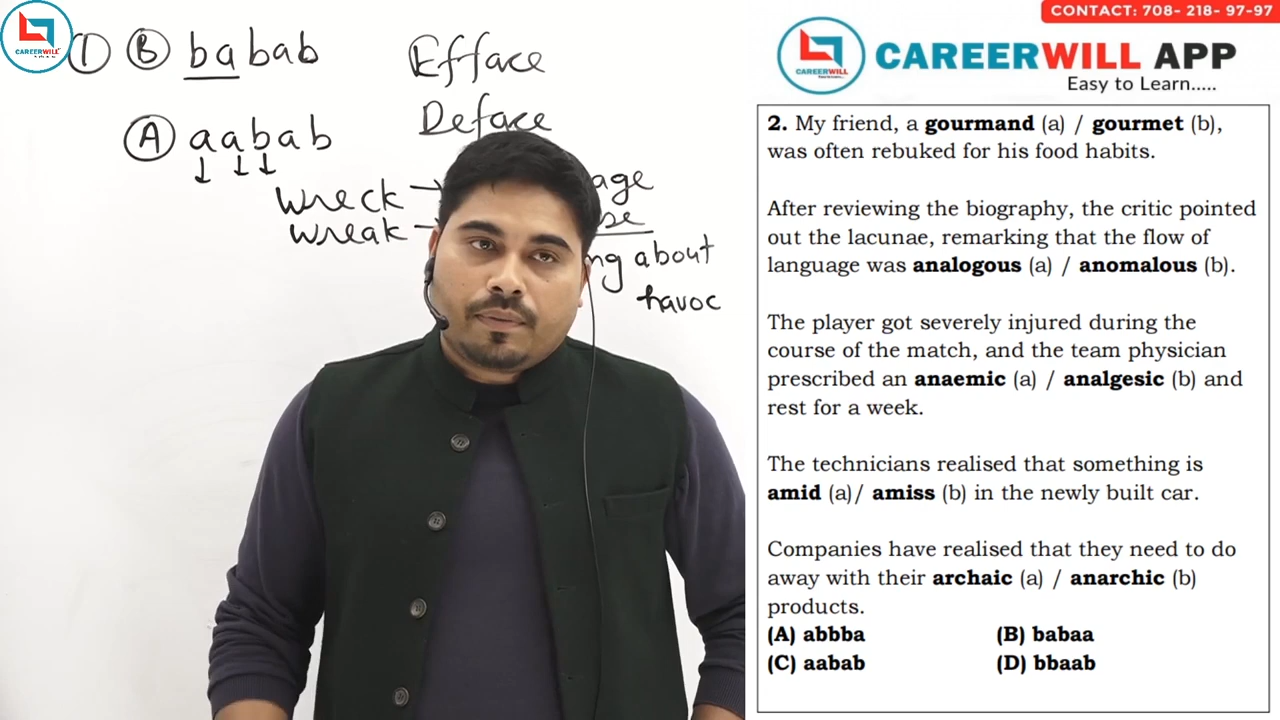 CONTACT: 708- 218- 97-97
CAREERWILL
CAREERWILL APP
Easy to Learn.....
CAREERWILL
1 B babab
A aabab
Efface
Deface
wreck →
wreak →
about
havoc
2. My friend, a gourmand (a) / gourmet (b),
was often rebuked for his food habits.
After reviewing the biography, the critic pointed
out the lacunae, remarking that the flow of
language was analogous (a) / anomalous (b).
The player got severely injured during the
course of the match, and the team physician
prescribed an anaemic (a) / analgesic (b) and
rest for a week.
The technicians realised that something is
amid (a)/ amiss (b) in the newly built car.
Companies have realised that they need to do
away with their archaic (a) / anarchic (b)
products.
(A) abbba (B) babaa
(C) aabab (D) bbaab